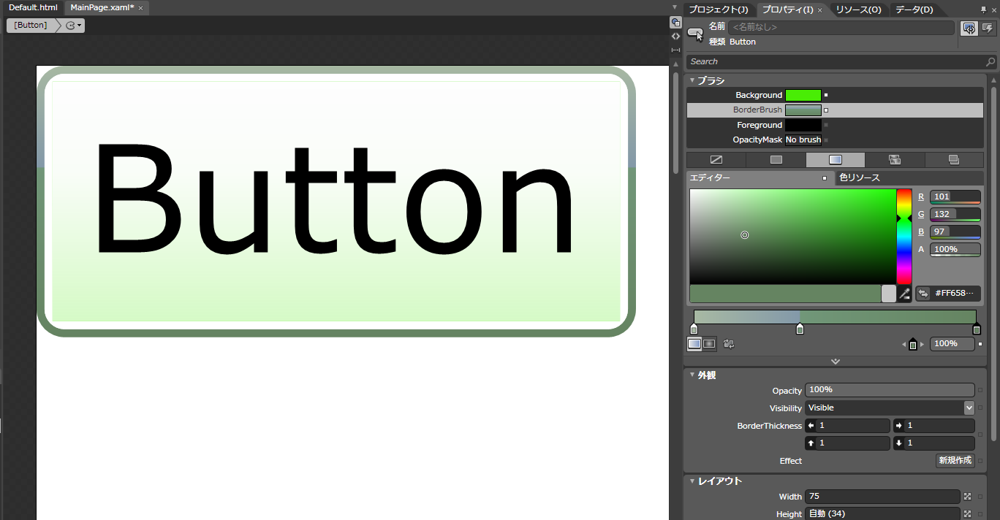 Default.html
MainPage.xaml* ×
[Button]
Button
プロジェクト(J)
プロパティ(I) ×
リソース(O)
データ(D)
名前 <名前なし>
種類 Button
Search
ブラシ
Background
BorderBrush
Foreground
OpacityMask No brush
エディター
色リソース
R 101
G 132
B 97
A 100%
#FF658···
100%
外観
Opacity 100%
Visibility Visible
BorderThickness 1 1
1 1
Effect 新規作成
レイアウト
Width 75
Height 自動 (34)